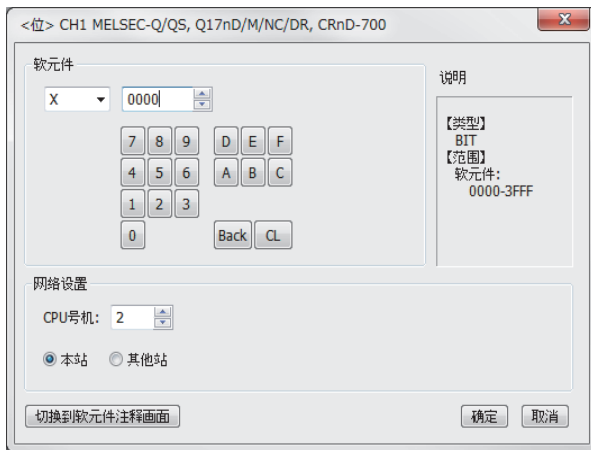 <位> CH1 MELSEC-Q/QS, Q17nD/M/NC/DR, CRnD-700
软元件
X 0000
7 8 9 D E F
4 5 6 A B C
1 2 3
0 Back CL
说明
【类型】
BIT
【范围】
软元件:
0000-3FFF
网络设置
CPU号机: 2
本站 其他站
切换到软元件注释画面 确定 取消